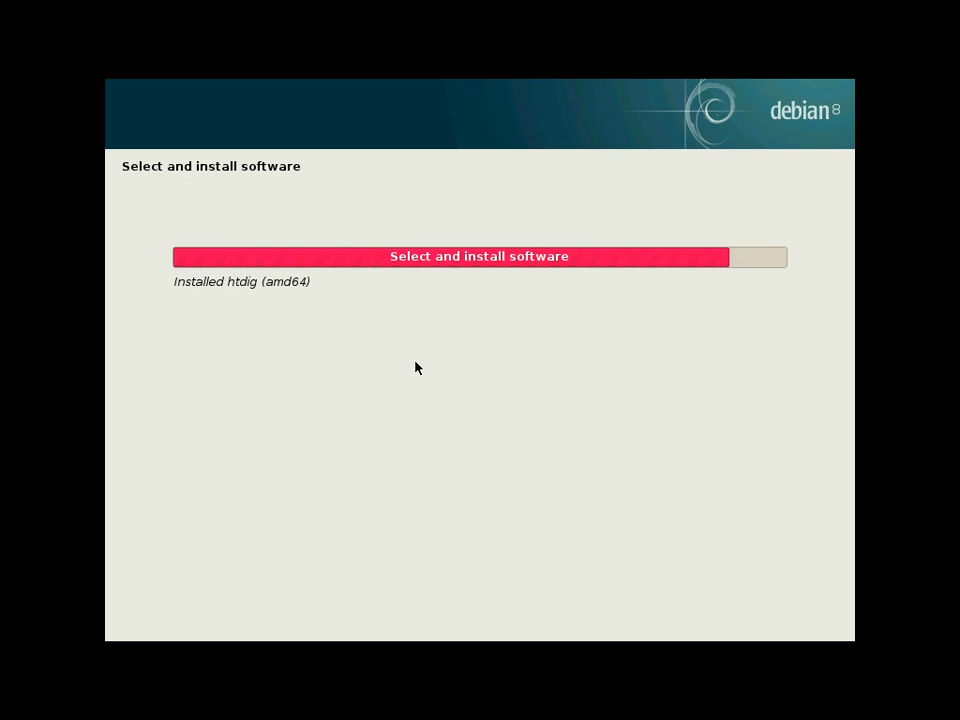 debian 8
Select and install software
Select and install software
Installed htdig (amd64)